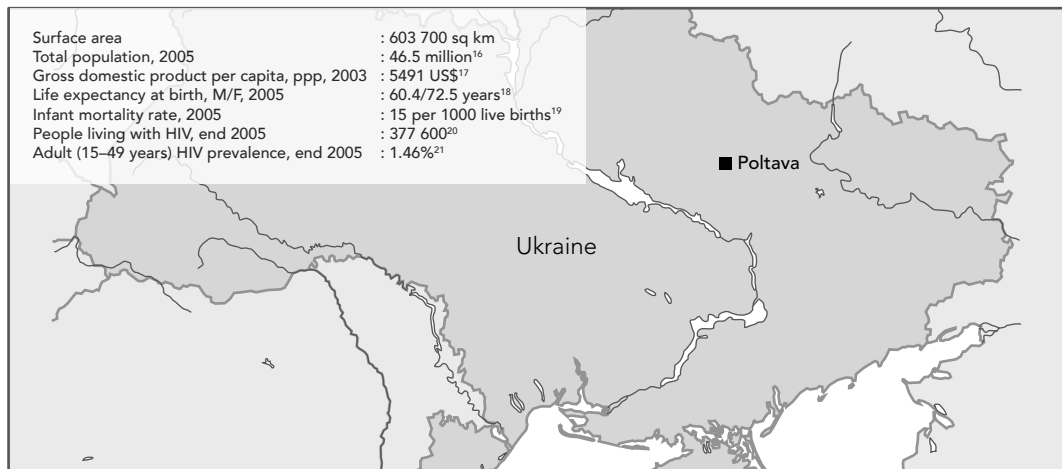 Surface area : 603 700 sq km
Total population, 2005 : 46.5 million¹⁶
Gross domestic product per capita, ppp, 2003 : 5491 US$¹⁷
Life expectancy at birth, M/F, 2005 : 60.4/72.5 years¹⁸
Infant mortality rate, 2005 : 15 per 1000 live births¹⁹
People living with HIV, end 2005 : 377 600²⁰
Adult (15–49 years) HIV prevalence, end 2005 : 1.46%²¹
Poltava
Ukraine